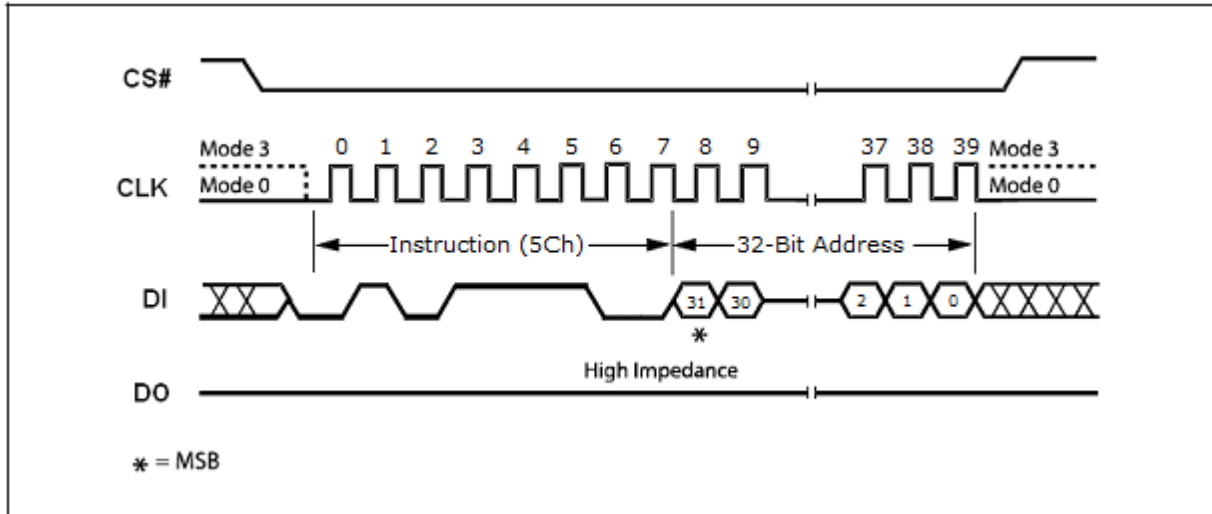 CS#
Mode 3 0 1 2 3 4 5 6 7 8 9 37 38 39 Mode 3
CLK Mode 0 Mode 0
Instruction (5Ch) 32-Bit Address
DI 31 30 2 1 0
*
High Impedance
DO
* = MSB